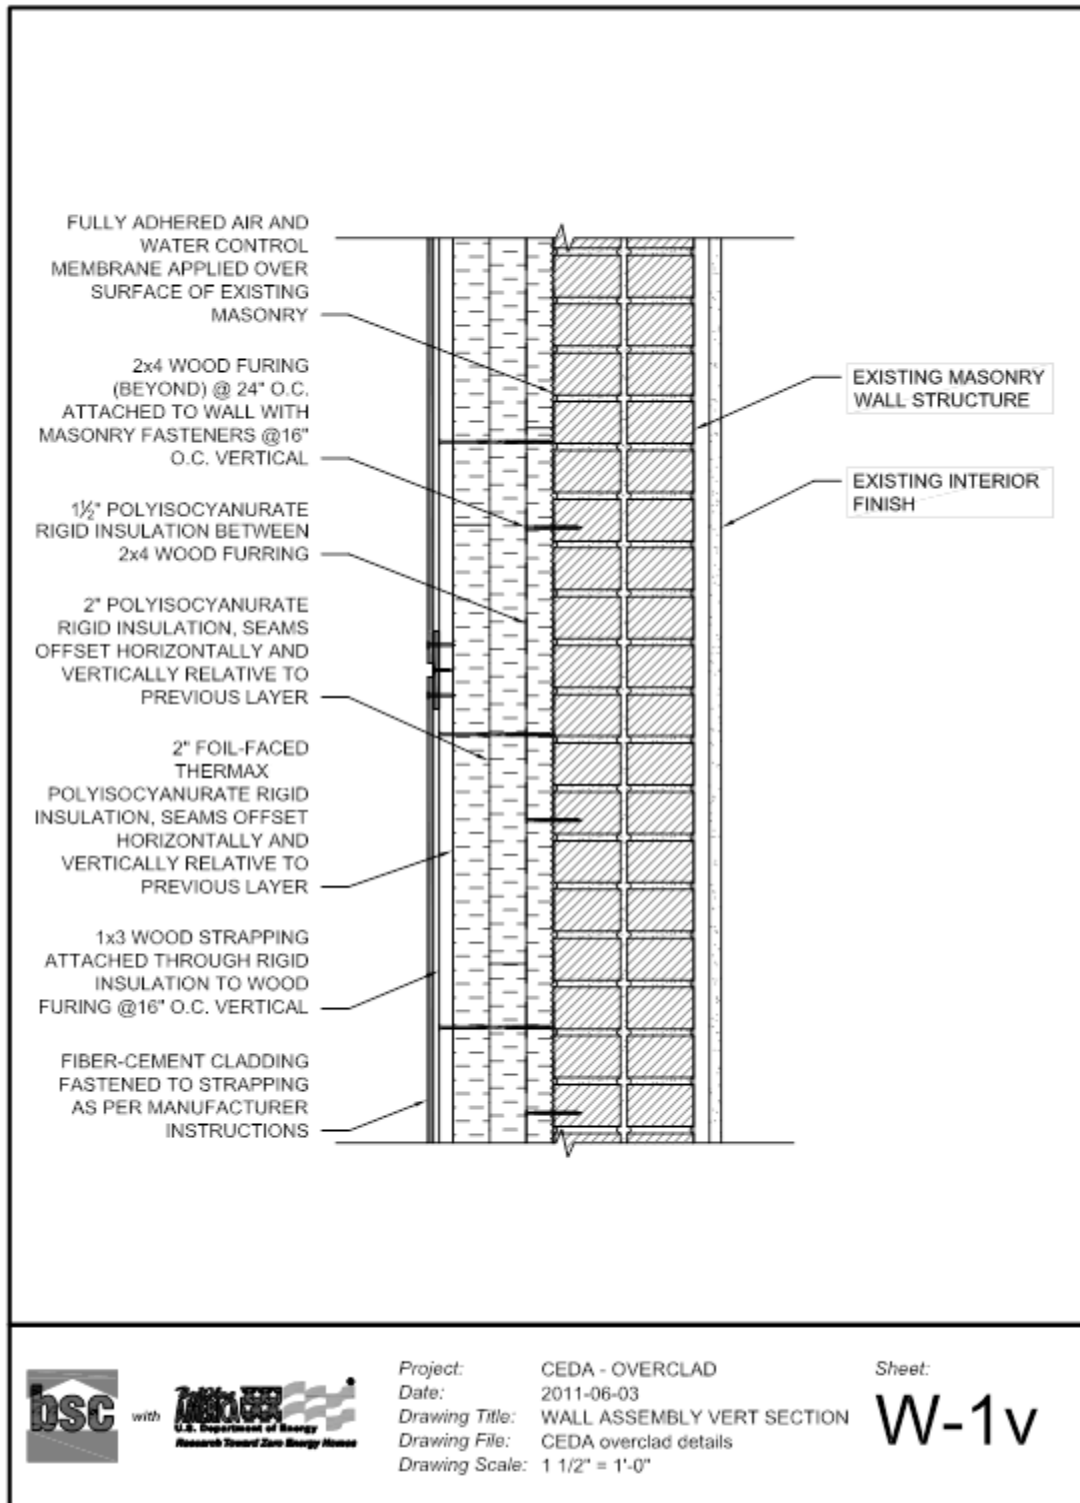 FULLY ADHERED AIR AND
WATER CONTROL
MEMBRANE APPLIED OVER
SURFACE OF EXISTING
MASONRY
2x4 WOOD FURING
(BEYOND) @ 24" O.C.
ATTACHED TO WALL WITH
MASONRY FASTENERS @16"
O.C. VERTICAL
1½" POLYISOCYANURATE
RIGID INSULATION BETWEEN
2x4 WOOD FURRING
2" POLYISOCYANURATE
RIGID INSULATION, SEAMS
OFFSET HORIZONTALLY AND
VERTICALLY RELATIVE TO
PREVIOUS LAYER
2" FOIL-FACED
THERMAX
POLYISOCYANURATE RIGID
INSULATION, SEAMS OFFSET
HORIZONTALLY AND
VERTICALLY RELATIVE TO
PREVIOUS LAYER
1x3 WOOD STRAPPING
ATTACHED THROUGH RIGID
INSULATION TO WOOD
FURING @16" O.C. VERTICAL
FIBER-CEMENT CLADDING
FASTENED TO STRAPPING
AS PER MANUFACTURER
INSTRUCTIONS
EXISTING MASONRY
WALL STRUCTURE
EXISTING INTERIOR
FINISH
bsc
with
U.S. Department of Energy
Research Toward Zero Energy Homes
Project: CEDA - OVERCLAD
Date: 2011-06-03
Drawing Title: WALL ASSEMBLY VERT SECTION
Drawing File: CEDA overclad details
Drawing Scale: 1 1/2" = 1'-0"
Sheet:
W-1v